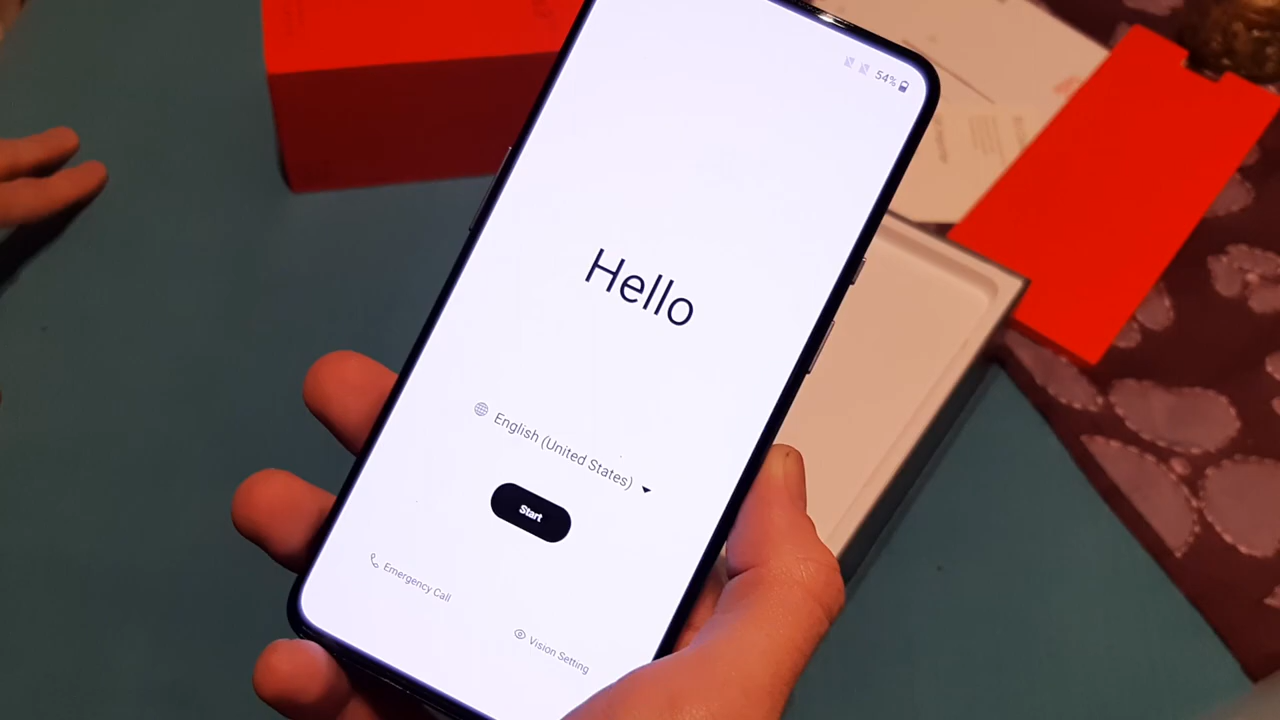 54%
Hello
English (United States)
Start
Emergency Call
Vision Setting